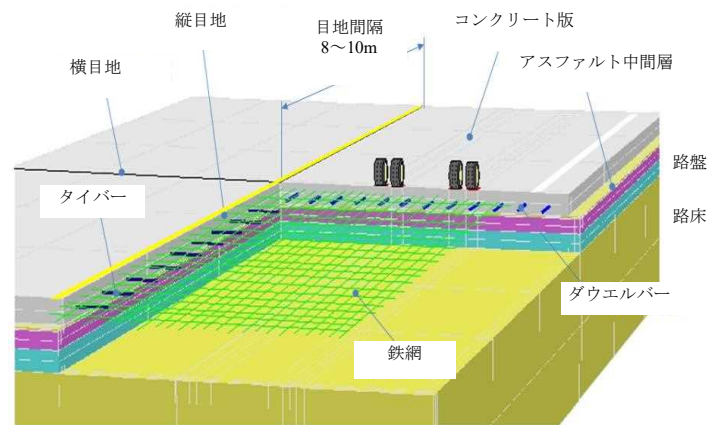 縦目地
目地間隔
8～10m
コンクリート版
横目地
アスファルト中間層
路盤
タイバー
路床
ダウエルバー
鉄網